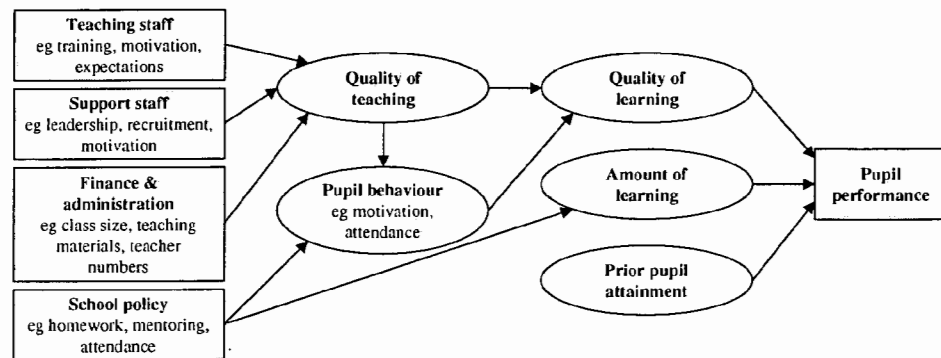 Teaching staff
eg training, motivation,
expectations
Support staff
eg leadership, recruitment,
motivation
Finance &
administration
eg class size, teaching
materials, teacher
numbers
School policy
eg homework, mentoring,
attendance
Quality of
teaching
Pupil behaviour
eg motivation,
attendance
Quality of
learning
Amount of
learning
Prior pupil
attainment
Pupil
performance